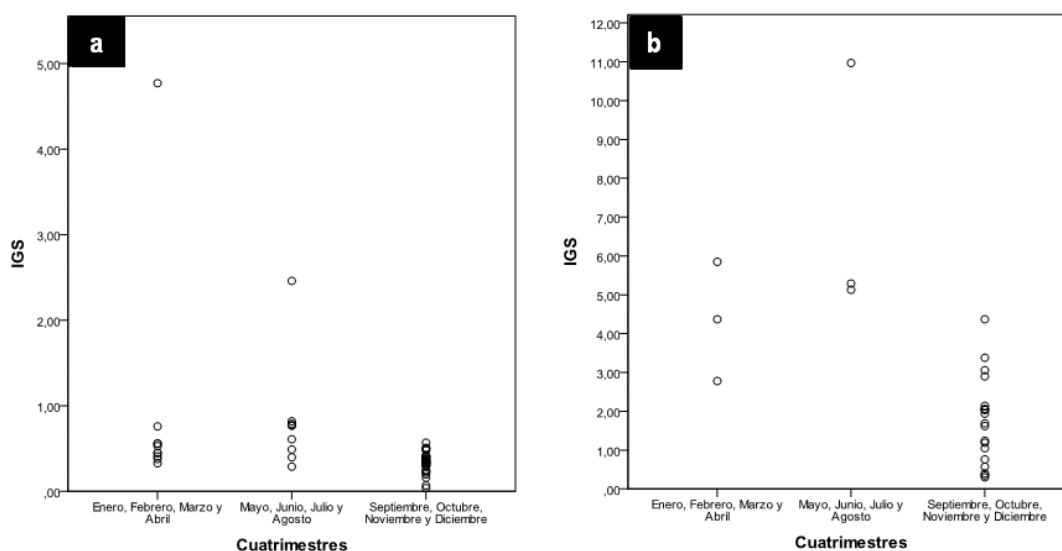 a
5,00
4,00
3,00
2,00
1,00
,00
IGS
Enero, Febrero, Marzo y
Abril
Mayo, Junio, Julio y
Agosto
Septiembre, Octubre,
Noviembre y Diciembre
Cuatrimestres
b
12,00
11,00
10,00
9,00
8,00
7,00
6,00
5,00
4,00
3,00
2,00
1,00
,00
IGS
Enero, Febrero, Marzo y
Abril
Mayo, Junio, Julio y
Agosto
Septiembre, Octubre,
Noviembre y Diciembre
Cuatrimestres